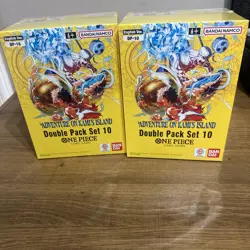 English Ver.
DP-10
6+
BANDAI NAMCO
ADVENTURE ON KAMI'S ISLAND
Double Pack Set 10
ONE PIECE
CARD GAME
BANDAI
English Ver.
DP-10
6+
BANDAI NAMCO
ADVENTURE ON KAMI'S ISLAND
Double Pack Set 10
ONE PIECE
CARD GAME
BANDAI